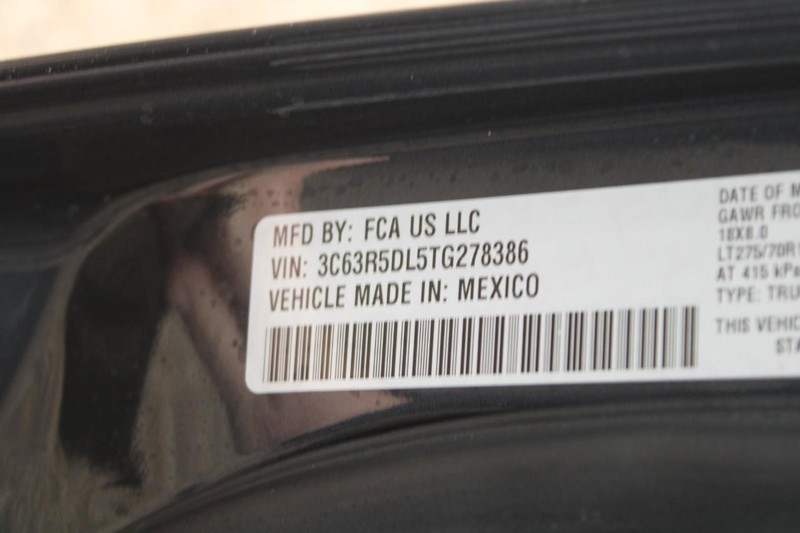 MFD BY: FCA US LLC
VIN: 3C63R5DL5TG278386
VEHICLE MADE IN: MEXICO
DATE OF M
GAWR FRO
18X8.0
LT275/70R1
AT 415 kPa
TYPE: TRU
THIS VEHIC
STA